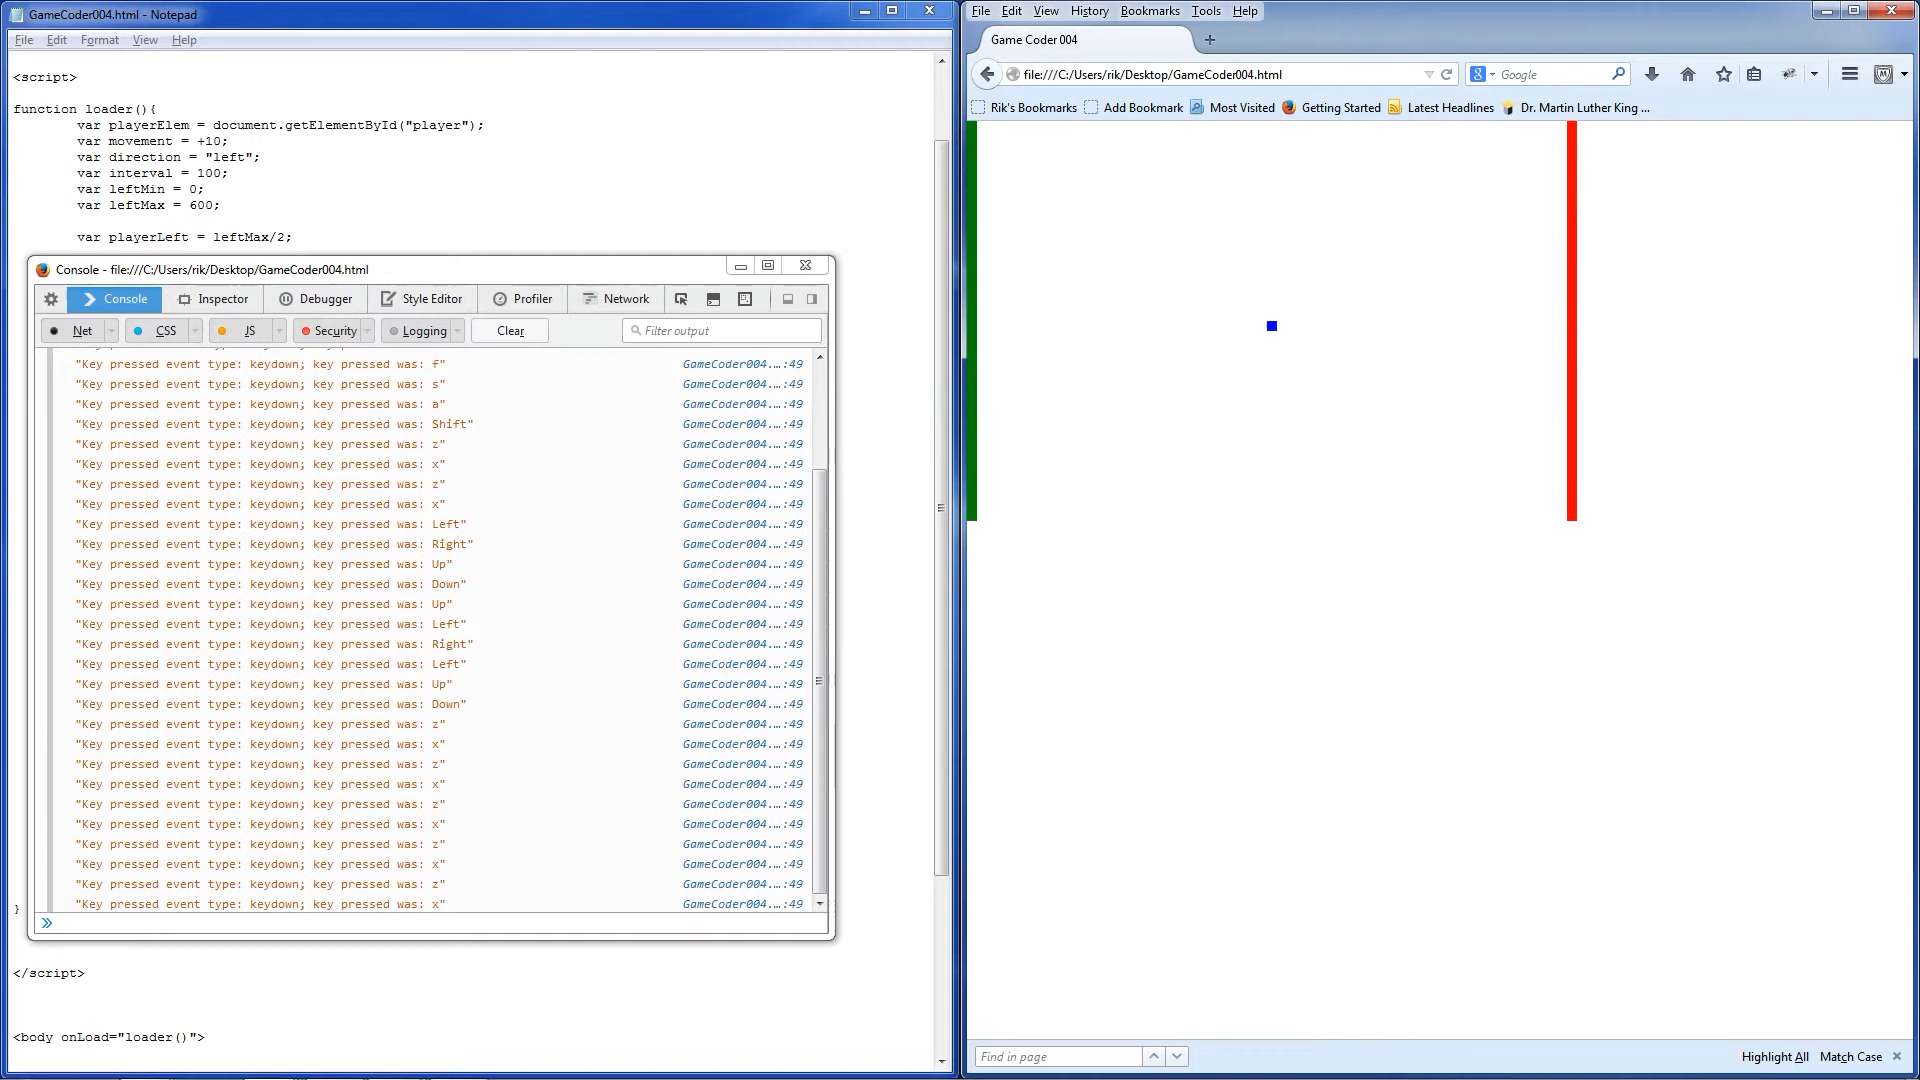 GameCoder004.html - Notepad
File Edit Format View Help
<script>
function loader(){
var playerElem = document.getElementById("player");
var movement = +10;
var direction = "left";
var interval = 100;
var leftMin = 0;
var leftMax = 600;
var playerLeft = leftMax/2;
Console - file:///C:/Users/rik/Desktop/GameCoder004.html
Console Inspector Debugger Style Editor Profiler Network
Net CSS JS Security Logging Clear Filter output
"Key pressed event type: keydown; key pressed was: f" GameCoder004.…:49
"Key pressed event type: keydown; key pressed was: s" GameCoder004.…:49
"Key pressed event type: keydown; key pressed was: a" GameCoder004.…:49
"Key pressed event type: keydown; key pressed was: Shift" GameCoder004.…:49
"Key pressed event type: keydown; key pressed was: z" GameCoder004.…:49
"Key pressed event type: keydown; key pressed was: x" GameCoder004.…:49
"Key pressed event type: keydown; key pressed was: z" GameCoder004.…:49
"Key pressed event type: keydown; key pressed was: x" GameCoder004.…:49
"Key pressed event type: keydown; key pressed was: Left" GameCoder004.…:49
"Key pressed event type: keydown; key pressed was: Right" GameCoder004.…:49
"Key pressed event type: keydown; key pressed was: Up" GameCoder004.…:49
"Key pressed event type: keydown; key pressed was: Down" GameCoder004.…:49
"Key pressed event type: keydown; key pressed was: Up" GameCoder004.…:49
"Key pressed event type: keydown; key pressed was: Left" GameCoder004.…:49
"Key pressed event type: keydown; key pressed was: Right" GameCoder004.…:49
"Key pressed event type: keydown; key pressed was: Left" GameCoder004.…:49
"Key pressed event type: keydown; key pressed was: Up" GameCoder004.…:49
"Key pressed event type: keydown; key pressed was: Down" GameCoder004.…:49
"Key pressed event type: keydown; key pressed was: z" GameCoder004.…:49
"Key pressed event type: keydown; key pressed was: x" GameCoder004.…:49
"Key pressed event type: keydown; key pressed was: z" GameCoder004.…:49
"Key pressed event type: keydown; key pressed was: x" GameCoder004.…:49
"Key pressed event type: keydown; key pressed was: z" GameCoder004.…:49
"Key pressed event type: keydown; key pressed was: x" GameCoder004.…:49
"Key pressed event type: keydown; key pressed was: z" GameCoder004.…:49
"Key pressed event type: keydown; key pressed was: x" GameCoder004.…:49
"Key pressed event type: keydown; key pressed was: z" GameCoder004.…:49
"Key pressed event type: keydown; key pressed was: x" GameCoder004.…:49
}
</script>
<body onLoad="loader()">
File Edit View History Bookmarks Tools Help
Game Coder 004
file:///C:/Users/rik/Desktop/GameCoder004.html Google
Rik's Bookmarks Add Bookmark Most Visited Getting Started Latest Headlines Dr. Martin Luther King ...
Find in page Highlight All Match Case